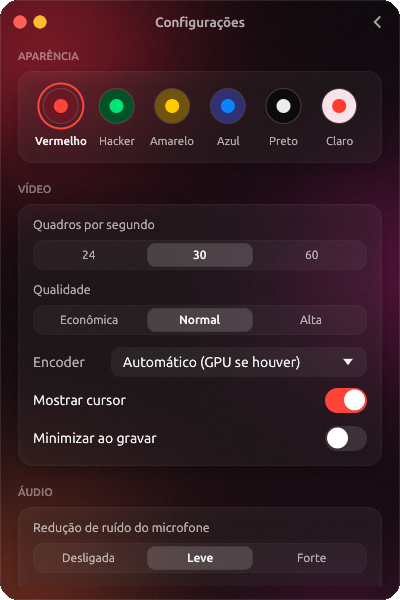 Configurações
APARÊNCIA
Vermelho Hacker Amarelo Azul Preto Claro
VÍDEO
Quadros por segundo
24 30 60
Qualidade
Econômica Normal Alta
Encoder Automático (GPU se houver)
Mostrar cursor
Minimizar ao gravar
ÁUDIO
Redução de ruído do microfone
Desligada Leve Forte